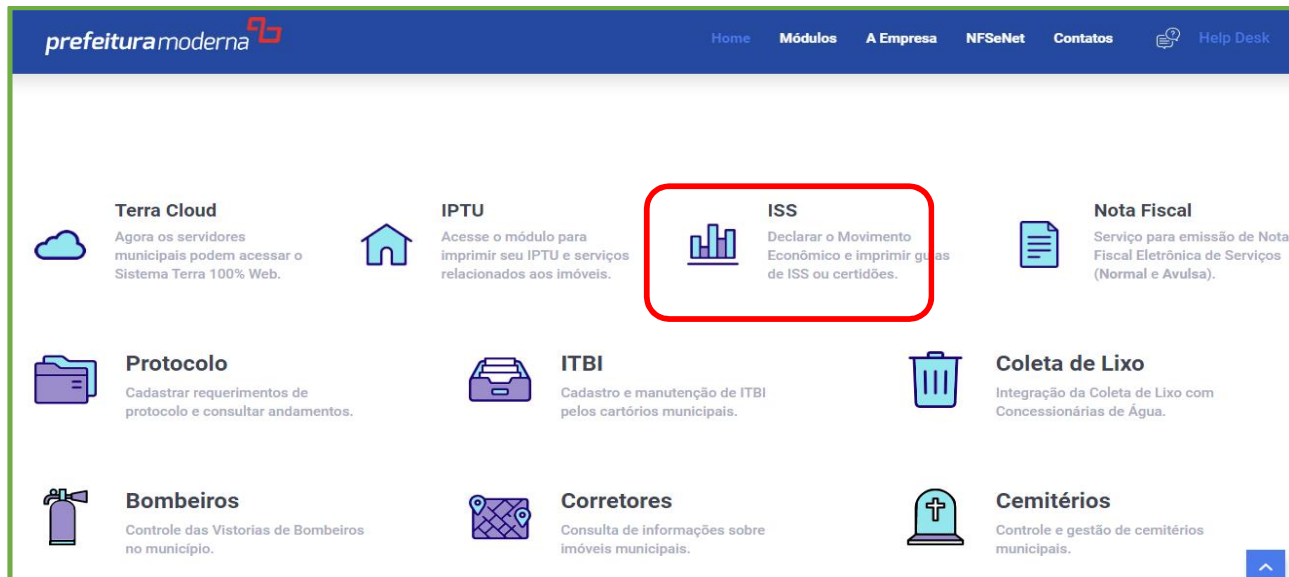 prefeituramoderna
Home Módulos A Empresa NFSeNet Contatos Help Desk
Terra Cloud
Agora os servidores
municipais podem acessar o
Sistema Terra 100% Web.
IPTU
Acesse o módulo para
imprimir seu IPTU e serviços
relacionados aos imóveis.
ISS
Declarar o Movimento
Econômico e imprimir guias
de ISS ou certidões.
Nota Fiscal
Serviço para emissão de Nota
Fiscal Eletrônica de Serviços
(Normal e Avulsa).
Protocolo
Cadastrar requerimentos de
protocolo e consultar andamentos.
ITBI
Cadastro e manutenção de ITBI
pelos cartórios municipais.
Coleta de Lixo
Integração da Coleta de Lixo com
Concessionárias de Água.
Bombeiros
Controle das Vistorias de Bombeiros
no município.
Corretores
Consulta de informações sobre
imóveis municipais.
Cemitérios
Controle e gestão de cemitérios
municipais.